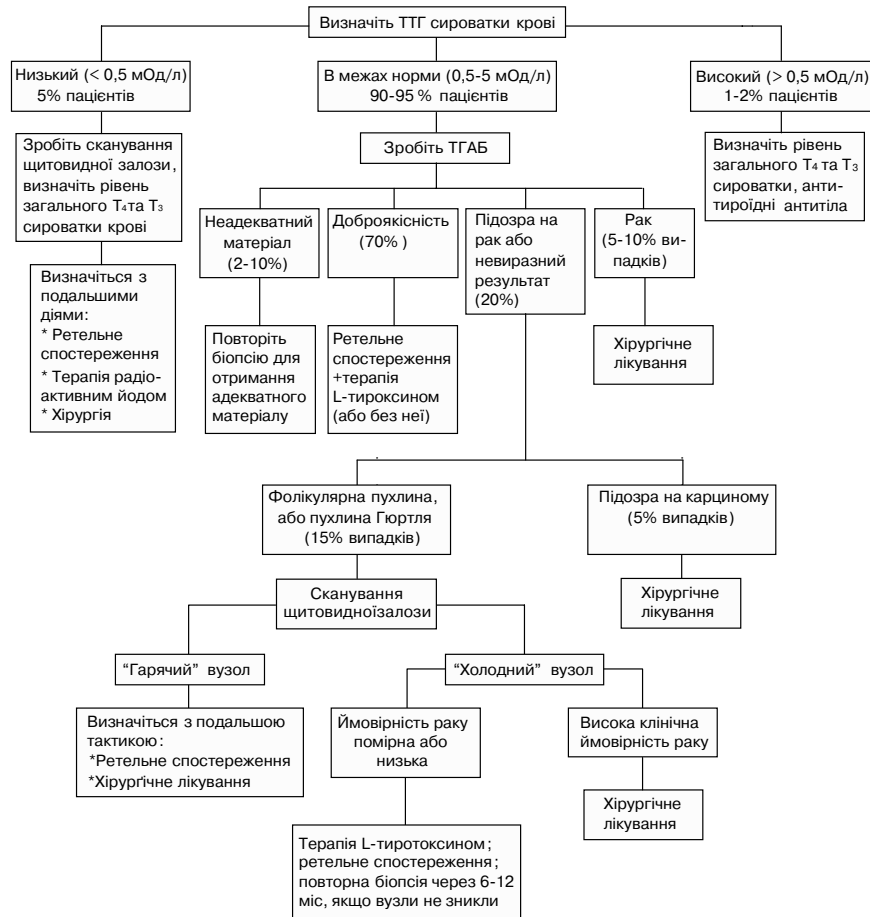 Визначіть ТТГ сироватки крові
Низький (< 0,5 мОд/л)
5% пацієнтів
В межах норми (0,5-5 мОд/л)
90-95 % пацієнтів
Високий (> 0,5 мОд/л)
1-2% пацієнтів
Зробіть сканування
щитовидної залози,
визначіть рівень
загального Т₄ та Т₃
сироватки крові
Зробіть ТГАБ
Визначіть рівень
загального Т₄ та Т₃
сироватки, анти-
тироїдні антитіла
Неадекватний
матеріал
(2-10%)
Доброякісність
(70% )
Підозра на
рак або
невиразний
результат
(20%)
Рак
(5-10% ви-
падків)
Визначіться з
подальшими
діями:
* Ретельне
спостереження
* Терапія радіо-
активним йодом
* Хірургія
Повторіть
біопсію для
отримання
адекватного
матеріалу
Ретельне
спостереження
+терапія
L-тироксином
(або без неї)
Хірургічне
лікування
Фолікулярна пухлина,
або пухлина Гюртля
(15% випадків)
Підозра на карциному
(5% випадків)
Сканування
щитовидноїзалози
Хірургічне
лікування
“Гарячий” вузол
“Холодний” вузол
Визначіться з подальшою
тактикою:
*Ретельне спостереження
*Хірурґічне лікування
Ймовірність раку
помірна або
низька
Висока клінічна
ймовірність раку
Хірургічне
лікування
Терапія L-тиротоксином;
ретельне спостереження;
повторна біопсія через 6-12
міс, якщо вузли не зникли